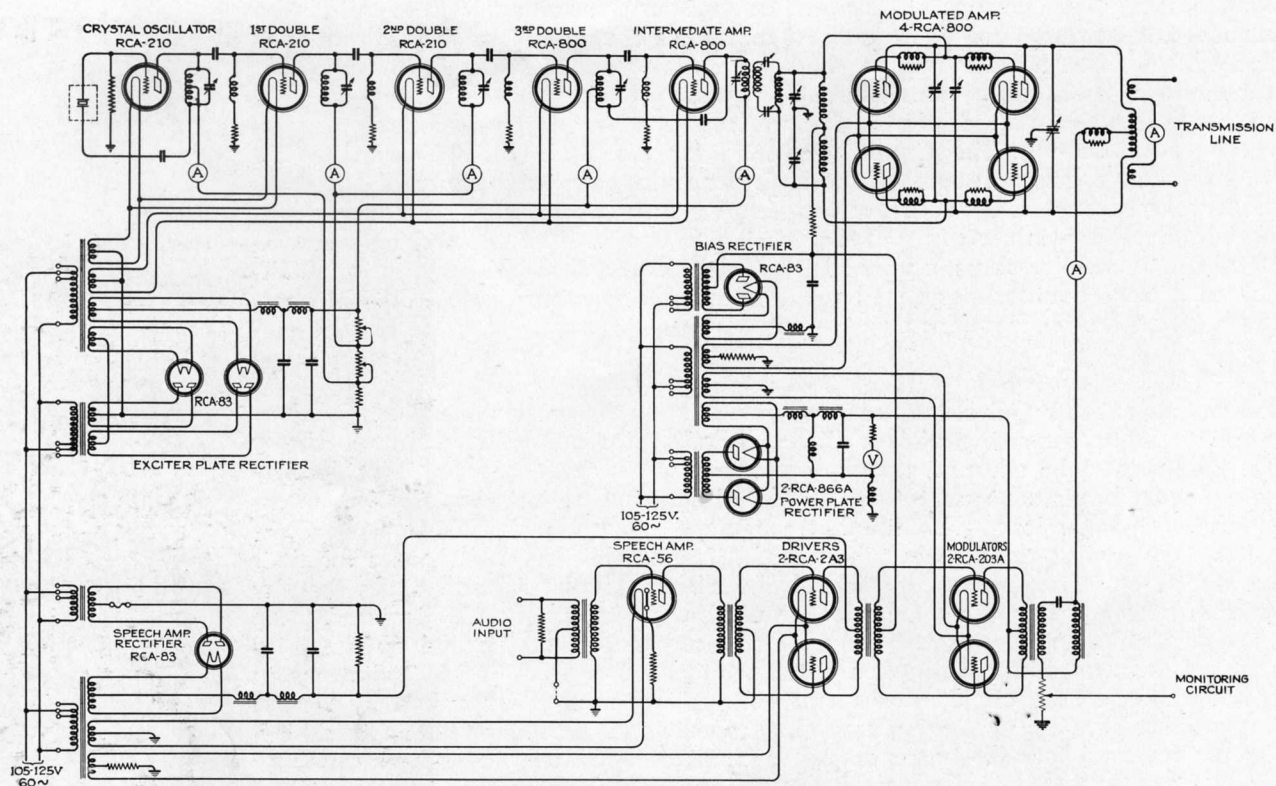 CRYSTAL OSCILLATOR
RCA-210
1ST DOUBLE
RCA-210
2ND DOUBLE
RCA-210
3RD DOUBLE
RCA-800
INTERMEDIATE AMP.
RCA-800
MODULATED AMP.
4-RCA-800
A
TRANSMISSION
LINE
A
A
A
A
A
BIAS RECTIFIER
RCA-83
RCA-83
EXCITER PLATE RECTIFIER
V
2-RCA-866A
POWER PLATE
RECTIFIER
105-125V.
60~
SPEECH AMP.
RCA-56
DRIVERS
2-RCA-2A3
MODULATORS
2-RCA-203A
AUDIO
INPUT
SPEECH AMP.
RECTIFIER
RCA-83
MONITORING
CIRCUIT
105-125V
60~